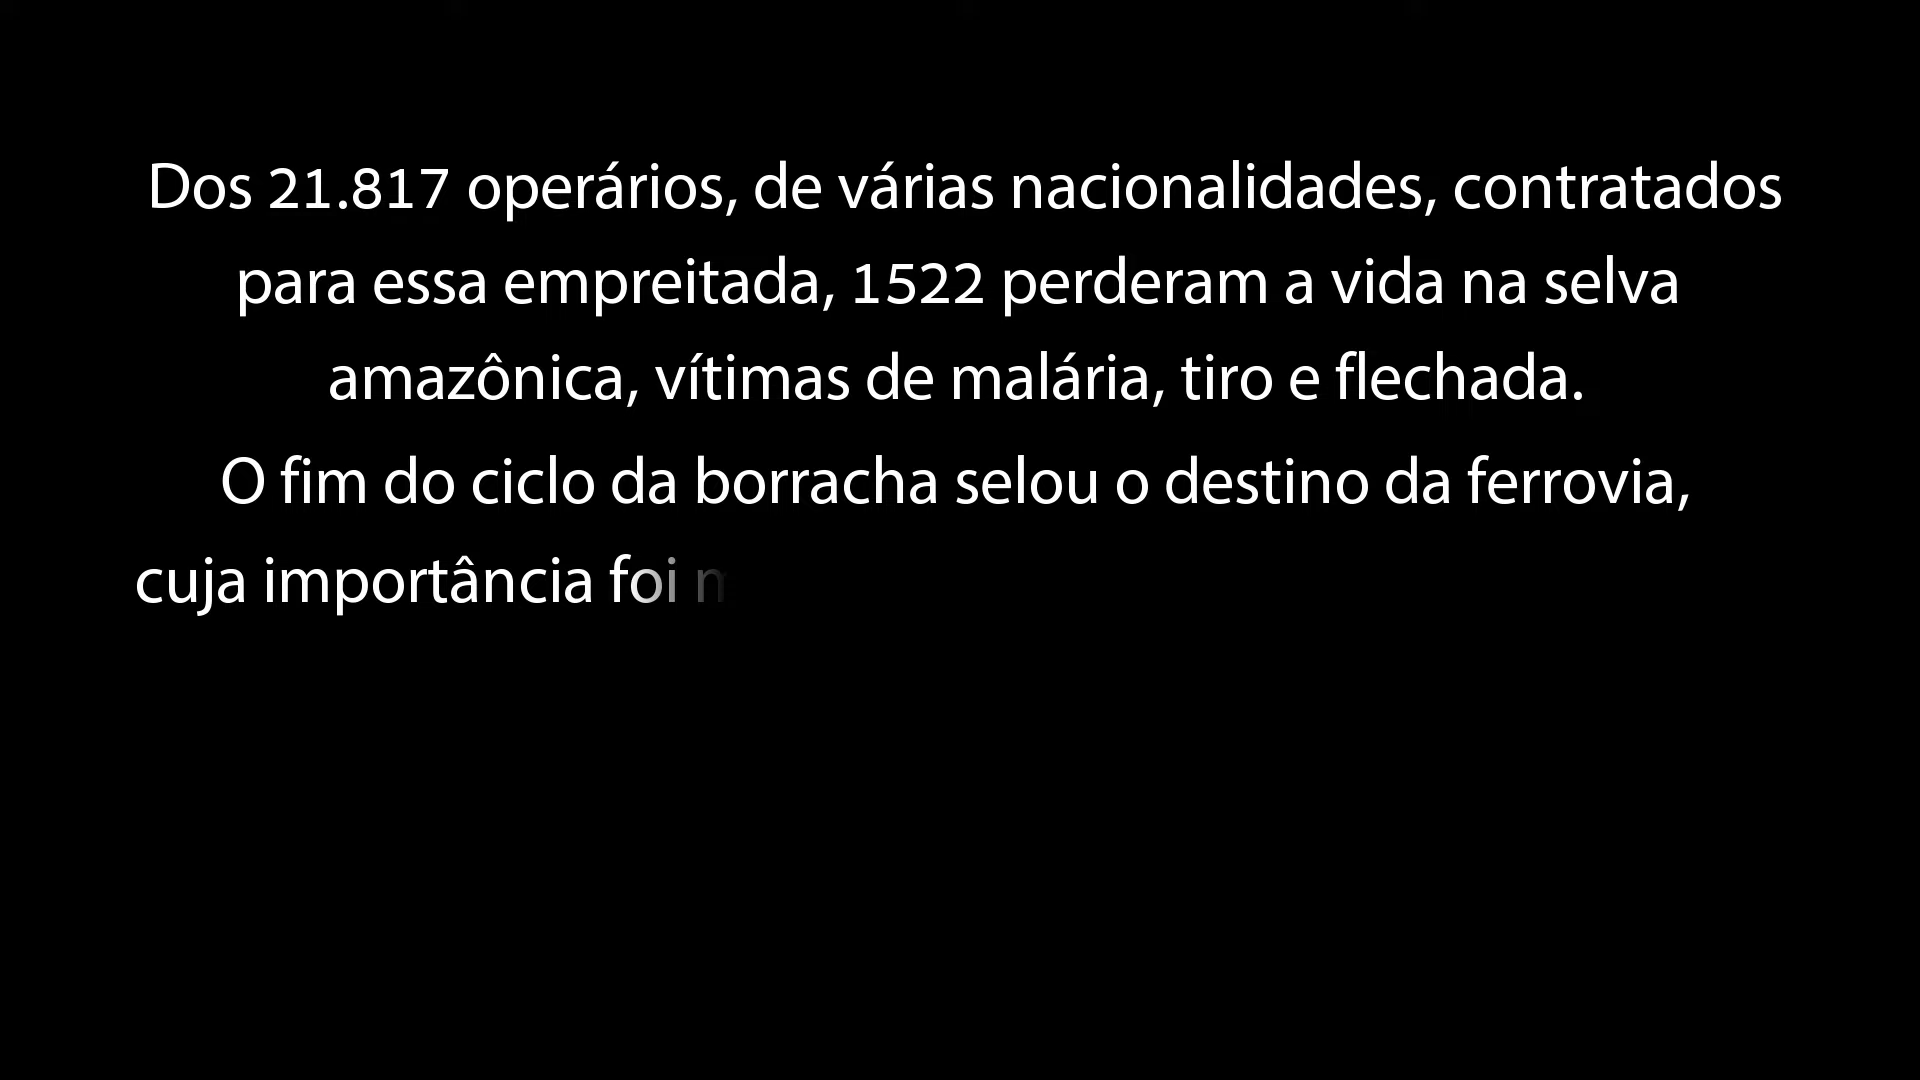 Dos 21.817 operários, de várias nacionalidades, contratados
para essa empreitada, 1522 perderam a vida na selva
amazônica, vítimas de malária, tiro e flechada.
O fim do ciclo da borracha selou o destino da ferrovia,
cuja importância foi